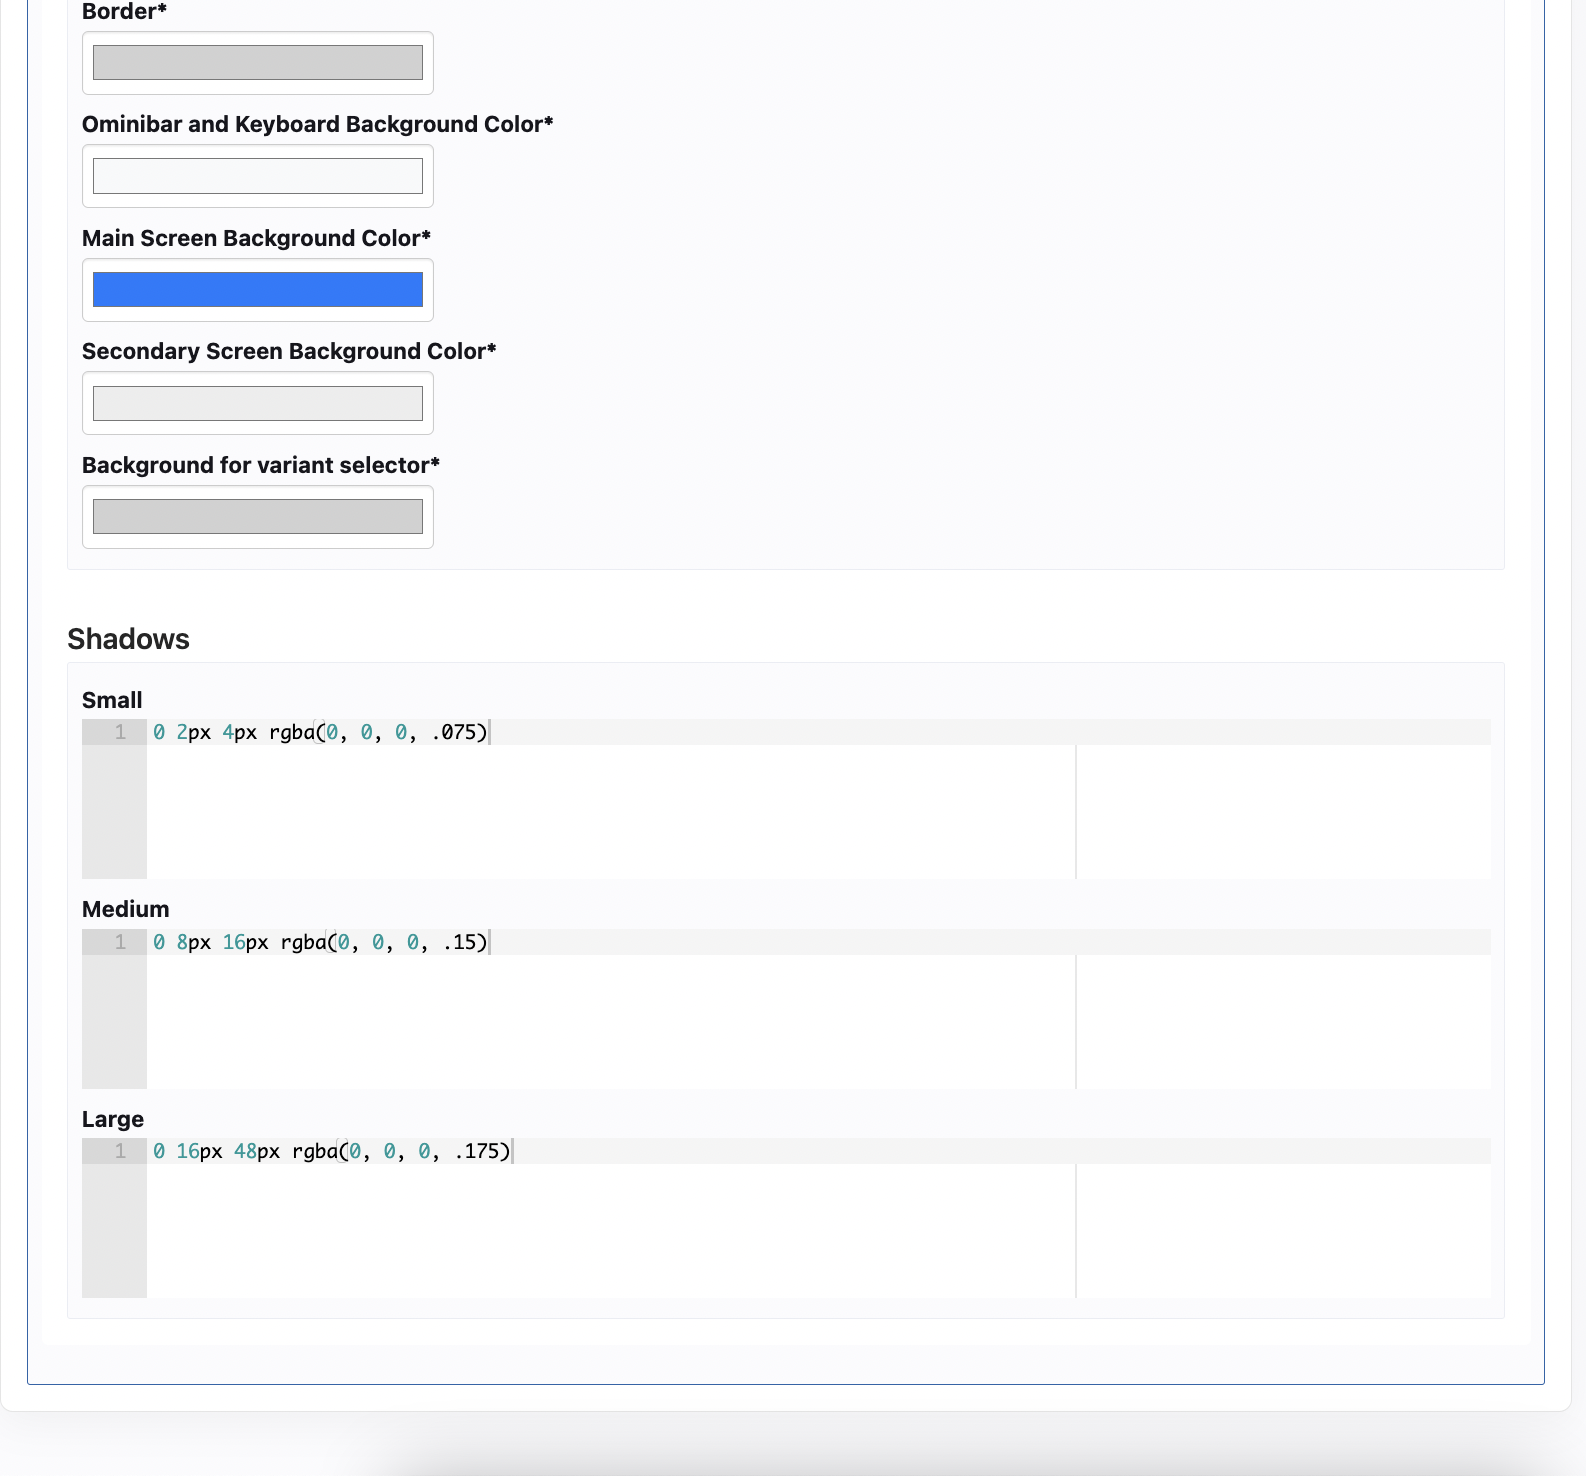 Border*
Ominibar and Keyboard Background Color*
Main Screen Background Color*
Secondary Screen Background Color*
Background for variant selector*
Shadows
Small
1 0 2px 4px rgba(0, 0, 0, .075)
Medium
1 0 8px 16px rgba(0, 0, 0, .15)
Large
1 0 16px 48px rgba(0, 0, 0, .175)